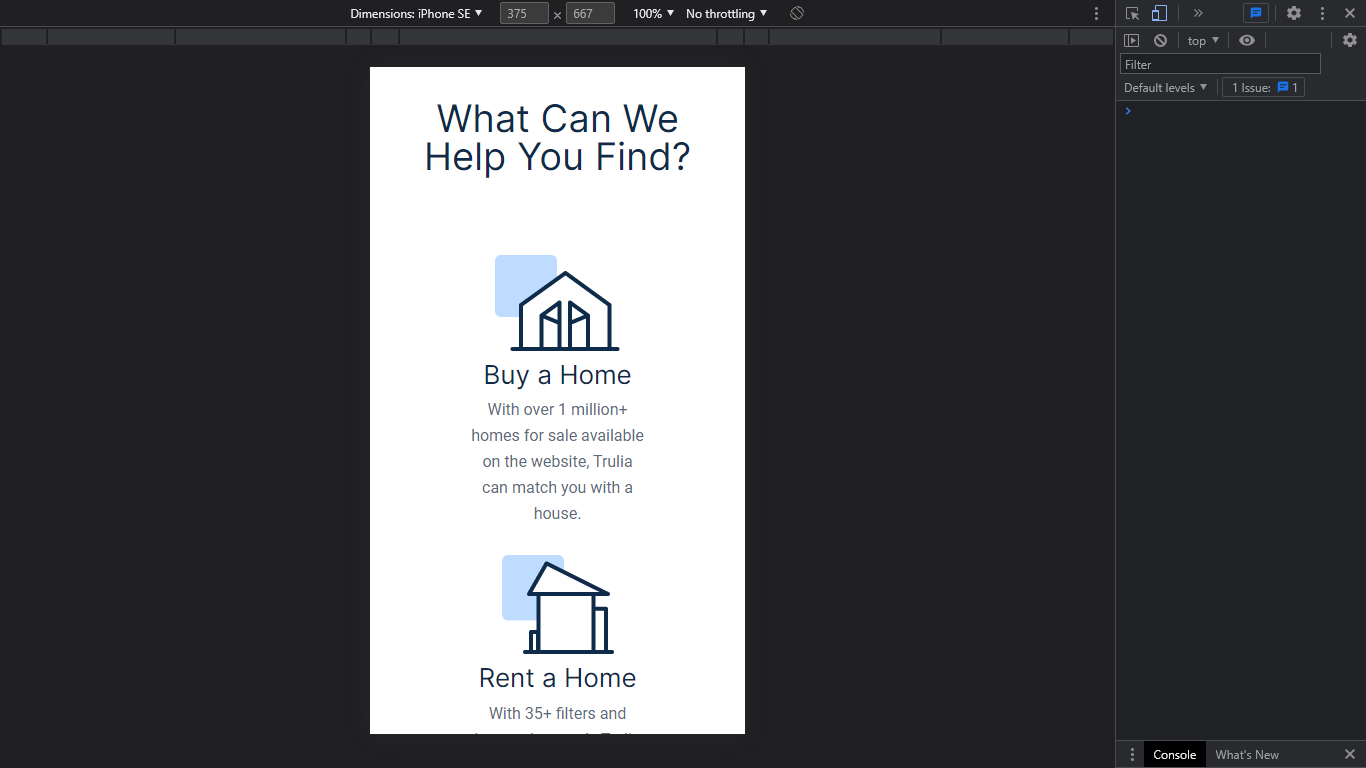 Dimensions: iPhone SE 375 × 667 100% No throttling
top
Filter
Default levels 1 Issue: 1
What Can We
Help You Find?
Buy a Home
With over 1 million+
homes for sale available
on the website, Trulia
can match you with a
house.
Rent a Home
With 35+ filters and
Console What's New